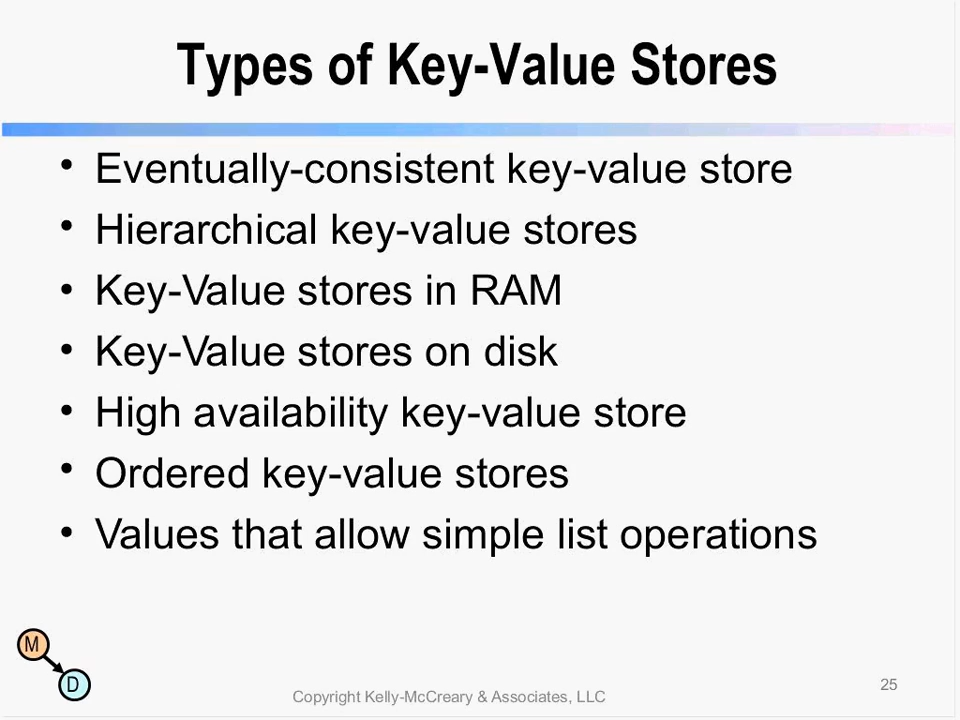 Types of Key-Value Stores
• Eventually-consistent key-value store
• Hierarchical key-value stores
• Key-Value stores in RAM
• Key-Value stores on disk
• High availability key-value store
• Ordered key-value stores
• Values that allow simple list operations
M
D
Copyright Kelly-McCreary & Associates, LLC
25